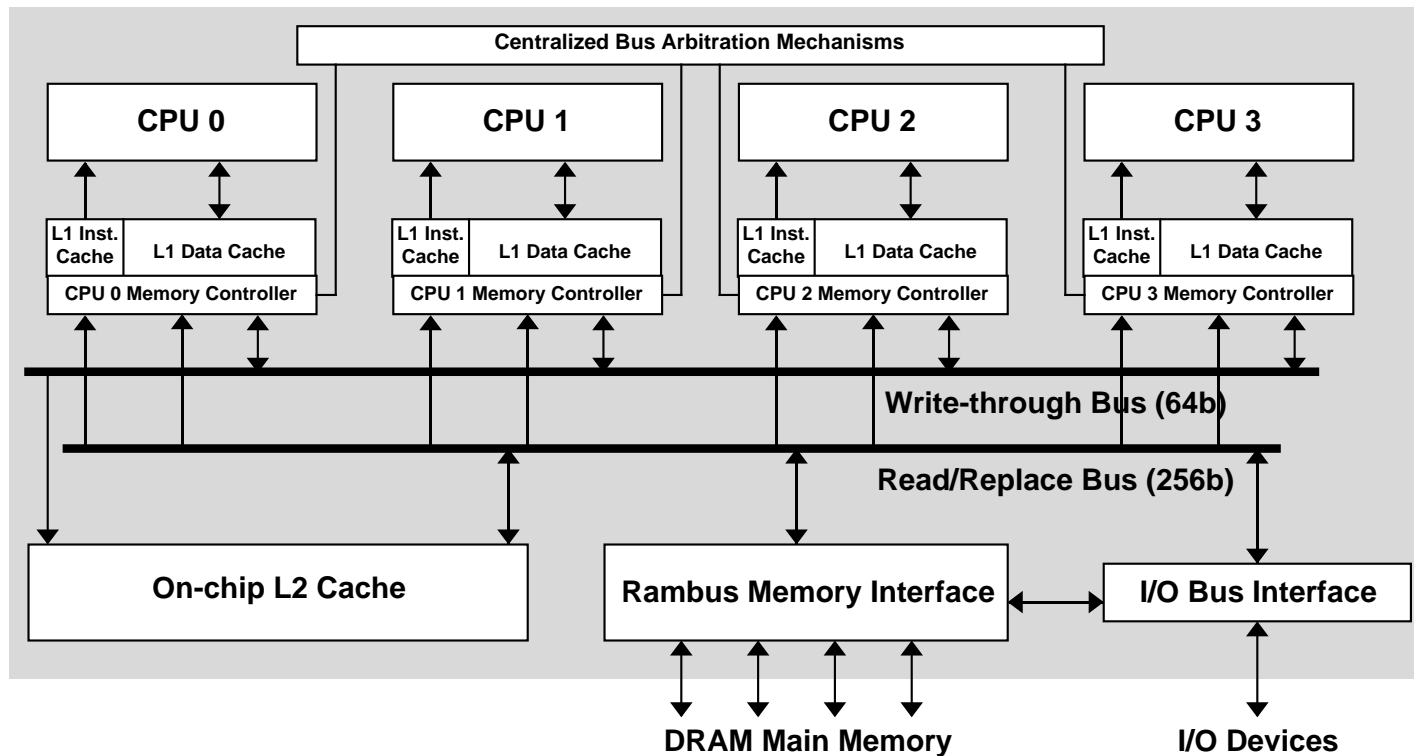 Centralized Bus Arbitration Mechanisms
CPU 0
CPU 1
CPU 2
CPU 3
L1 Inst.
Cache
L1 Data Cache
L1 Inst.
Cache
L1 Data Cache
L1 Inst.
Cache
L1 Data Cache
L1 Inst.
Cache
L1 Data Cache
CPU 0 Memory Controller
CPU 1 Memory Controller
CPU 2 Memory Controller
CPU 3 Memory Controller
Write-through Bus (64b)
Read/Replace Bus (256b)
On-chip L2 Cache
Rambus Memory Interface
I/O Bus Interface
DRAM Main Memory
I/O Devices